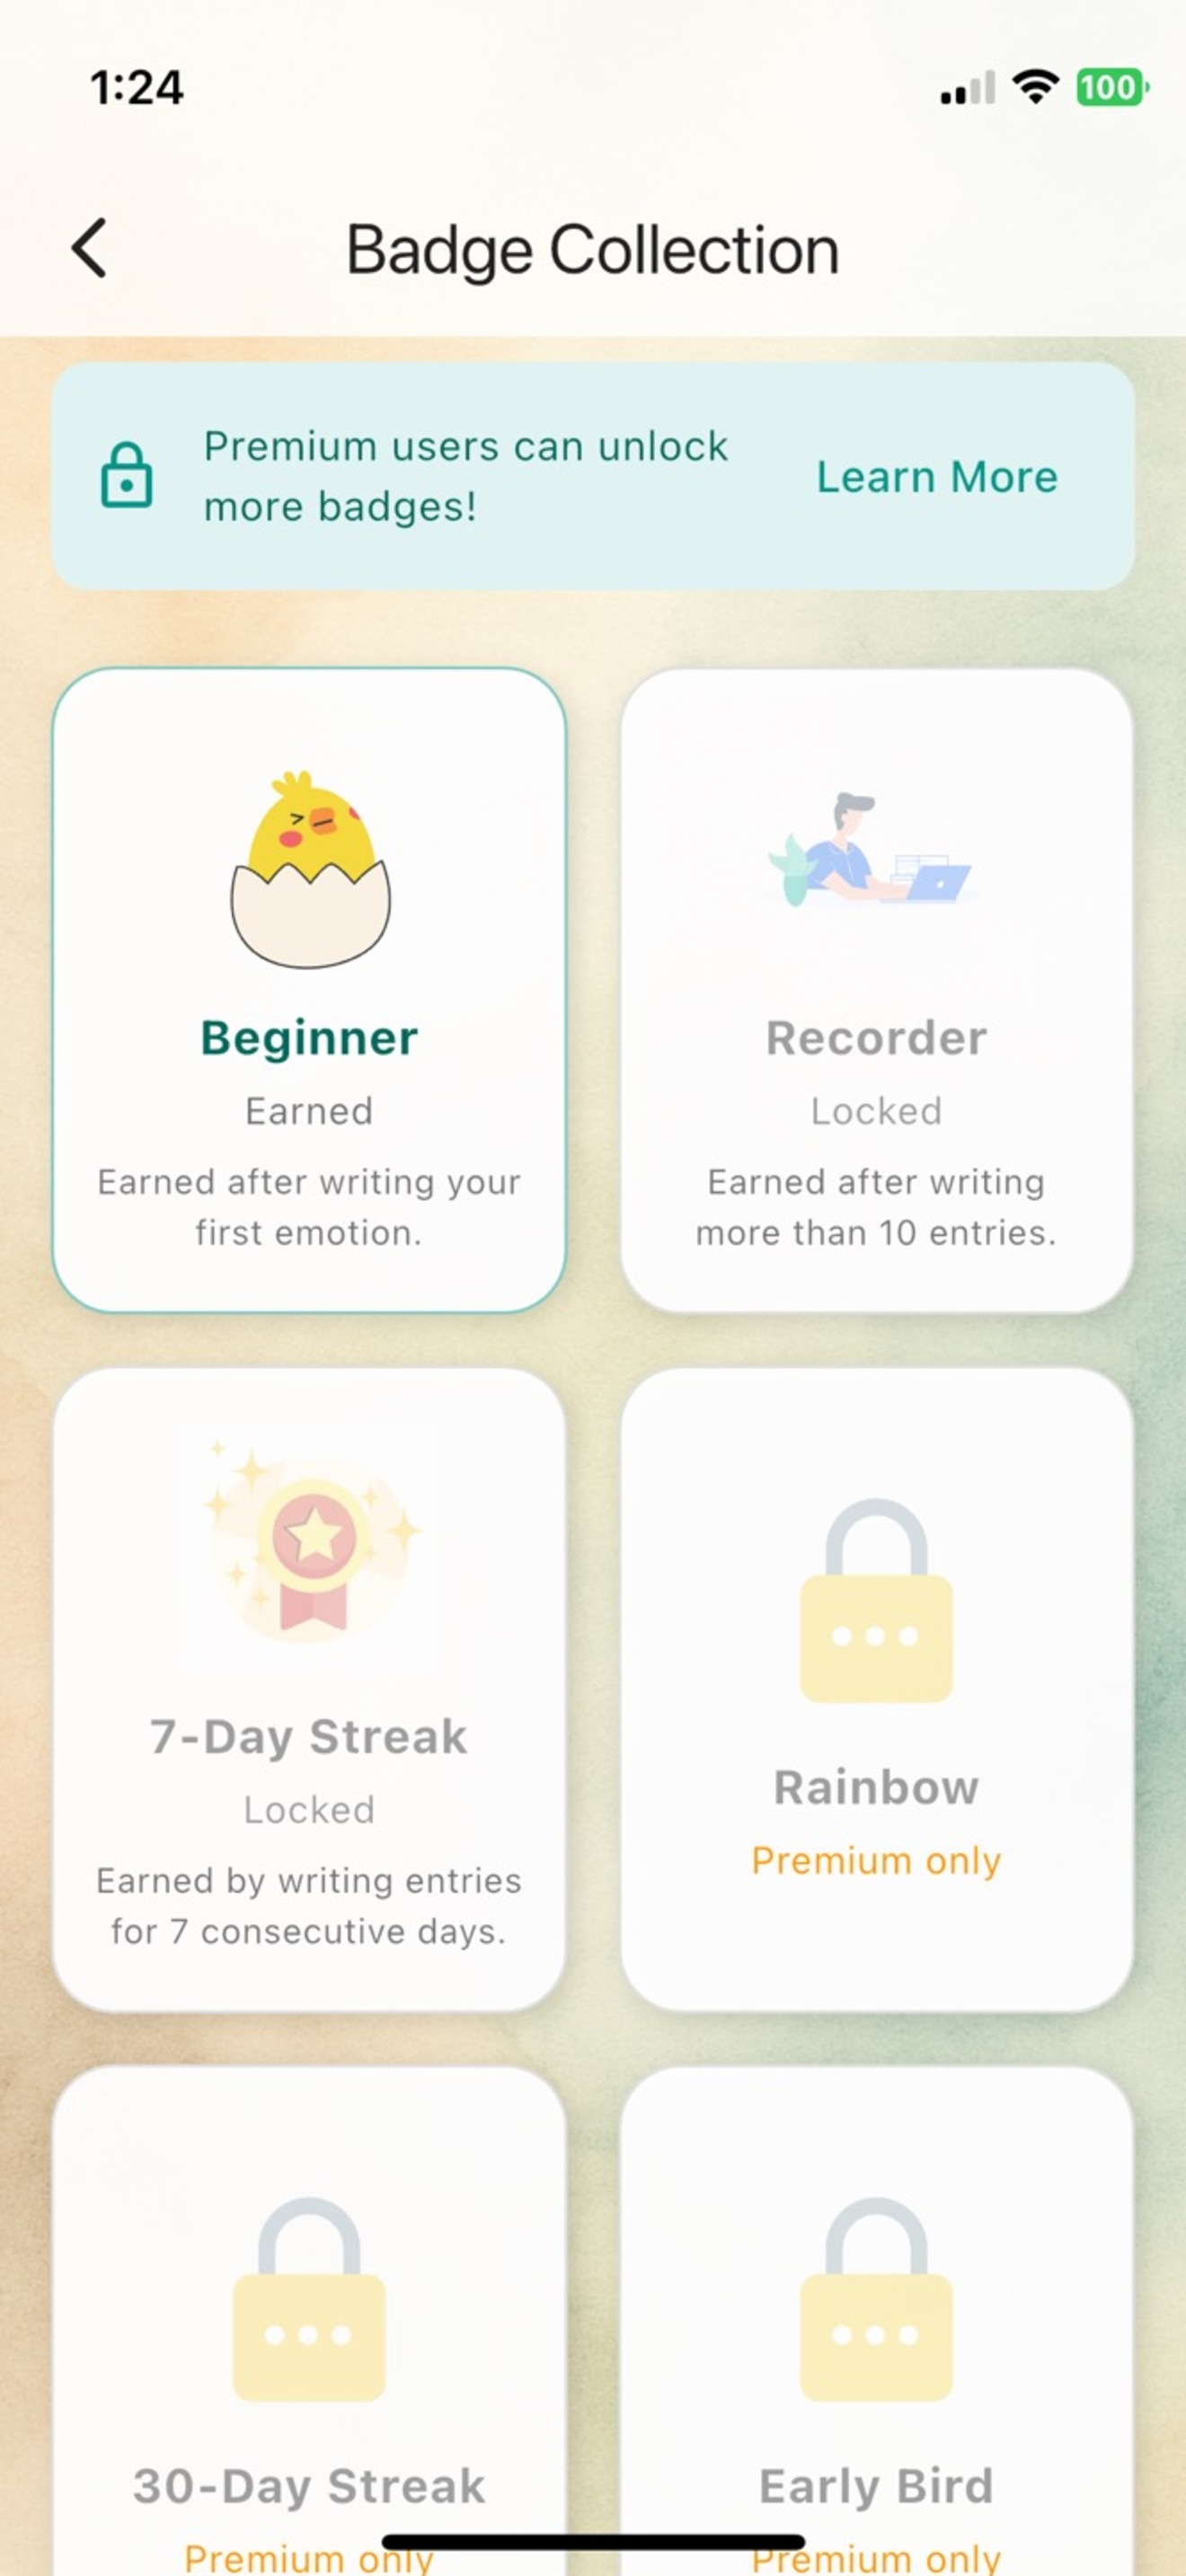 1:24
100
Badge Collection
Premium users can unlock
more badges!
Learn More
Beginner
Earned
Earned after writing your
first emotion.
Recorder
Locked
Earned after writing
more than 10 entries.
7-Day Streak
Locked
Earned by writing entries
for 7 consecutive days.
Rainbow
Premium only
30-Day Streak
Premium only
Early Bird
Premium only